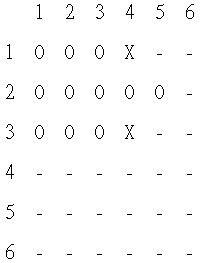 1 2 3 4 5 6
1 O O O X - -
2 O O O O O -
3 O O O X - -
4 - - - - - -
5 - - - - - -
6 - - - - - -